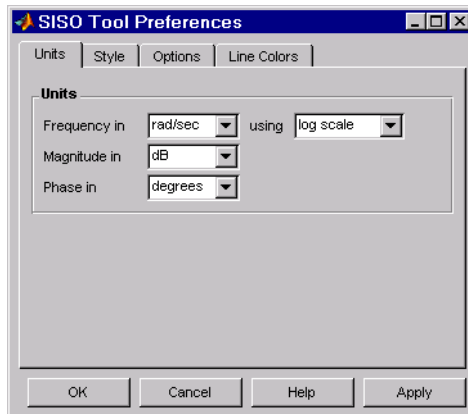 SISO Tool Preferences
Units Style Options Line Colors
Units
Frequency in rad/sec using log scale
Magnitude in dB
Phase in degrees
OK Cancel Help Apply